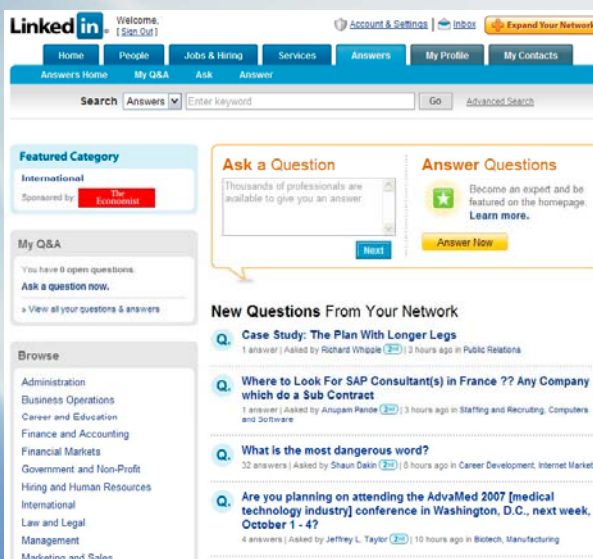 Linked in.
Welcome,
[ Sign Out ]
Account & Settings | Inbox
Expand Your Network
Home People Jobs & Hiring Services Answers My Profile My Contacts
Answers Home My Q&A Ask Answer
Search Answers Enter keyword Go Advanced Search
Featured Category
International
Sponsored by The Economist
My Q&A
You have 0 open questions.
Ask a question now.
» View all your questions & answers
Browse
Administration
Business Operations
Career and Education
Finance and Accounting
Financial Markets
Government and Non-Profit
Hiring and Human Resources
International
Law and Legal
Management
Marketing and Sales
Ask a Question
Thousands of professionals are
available to give you an answer
Next
Answer Questions
Become an expert and be
featured on the homepage.
Learn more.
Answer Now
New Questions From Your Network
Q. Case Study: The Plan With Longer Legs
1 answer | Asked by Richard Whipple 2nd | 3 hours ago in Public Relations
Q. Where to Look For SAP Consultant(s) in France ?? Any Company
which do a Sub Contract
1 answer | Asked by Anupam Pande 2nd | 3 hours ago in Staffing and Recruiting, Computers
and Software
Q. What is the most dangerous word?
32 answers | Asked by Shaun Dakin 2nd | 8 hours ago in Career Development, Internet Market
Q. Are you planning on attending the AdvaMed 2007 [medical
technology industry] conference in Washington, D.C., next week,
October 1 - 4?
4 answers | Asked by Jeffrey L. Taylor 2nd | 10 hours ago in Biotech, Manufacturing